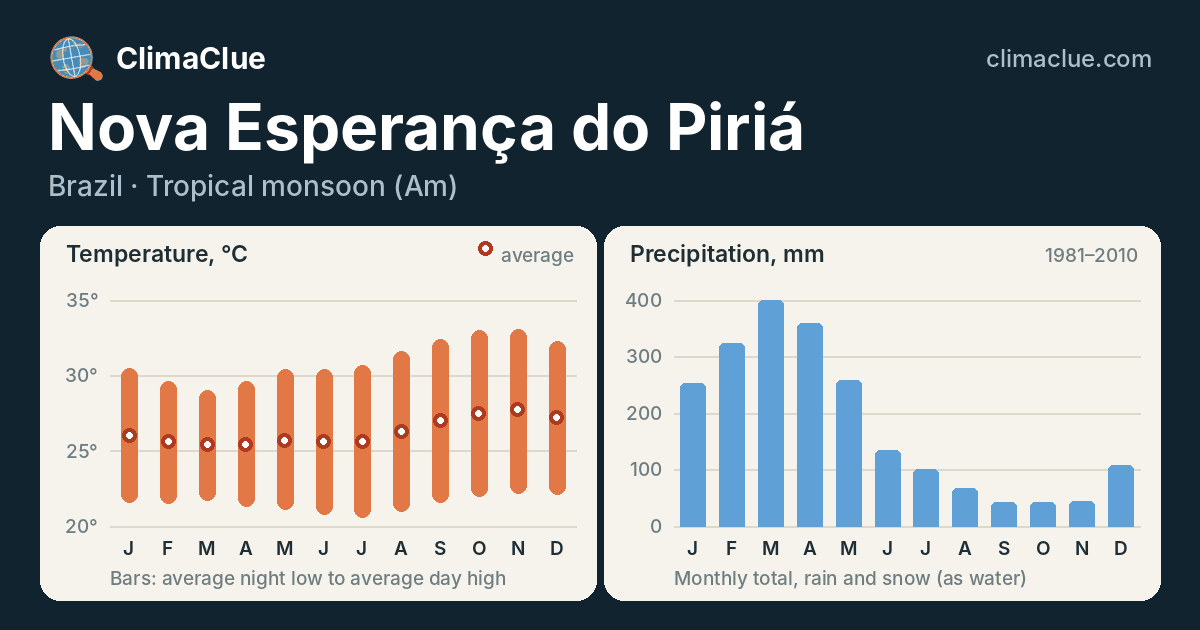 ClimaClue
climaclue.com
Nova Esperança do Piriá
Brazil · Tropical monsoon (Am)
Temperature, °C
average
35°
30°
25°
20°
J F M A M J J A S O N D
Bars: average night low to average day high
Precipitation, mm
1981–2010
400
300
200
100
0
J F M A M J J A S O N D
Monthly total, rain and snow (as water)